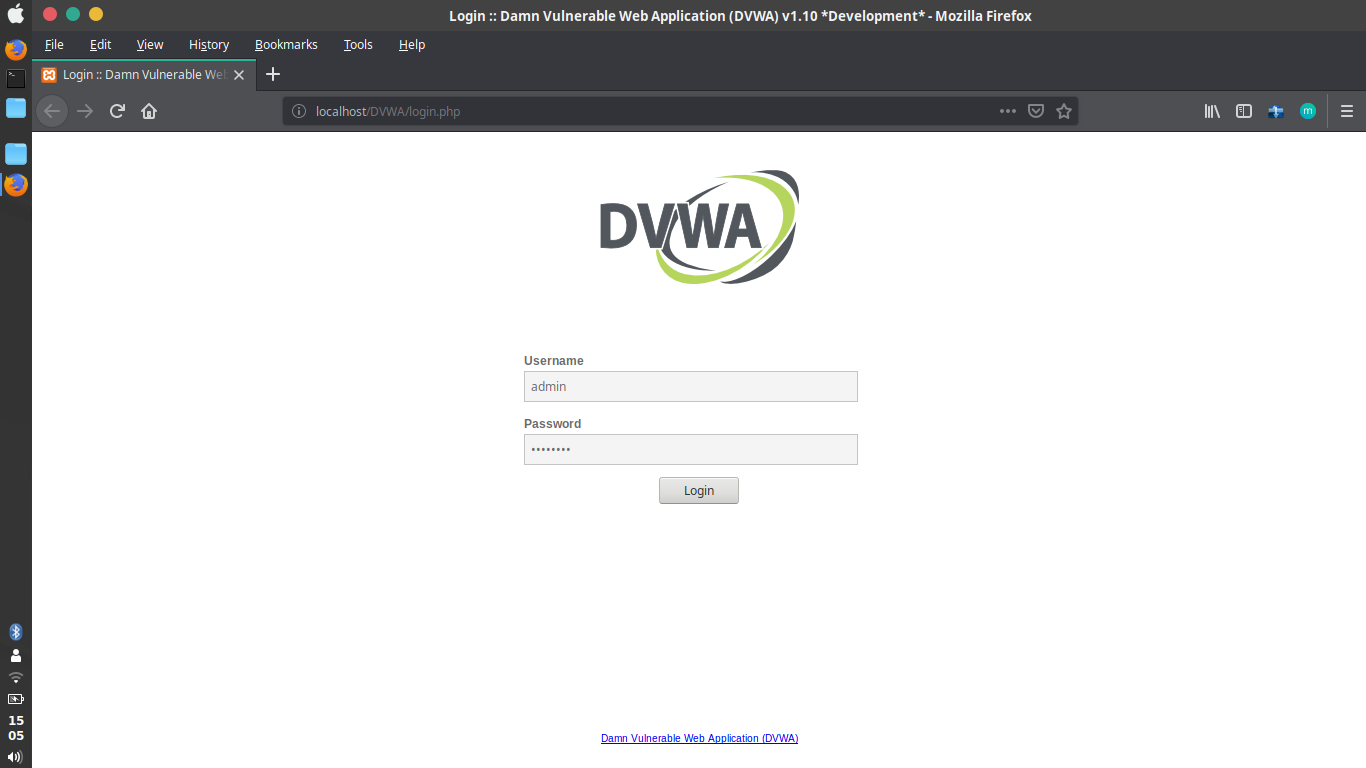 Login :: Damn Vulnerable Web Application (DVWA) v1.10 *Development* - Mozilla Firefox
File Edit View History Bookmarks Tools Help
Login :: Damn Vulnerable We
localhost/DVWA/login.php
m
DVWA
Username
admin
Password
••••••••
Login
15
05
Damn Vulnerable Web Application (DVWA)